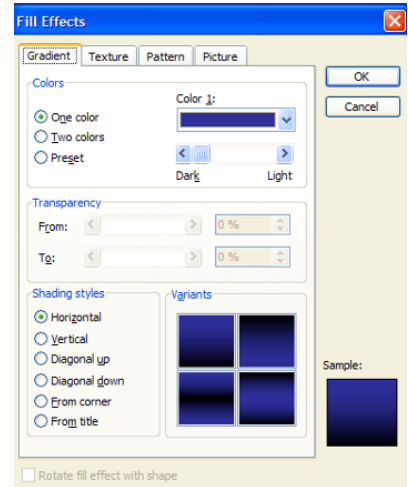 Fill Effects
Gradient Texture Pattern Picture
OK
Cancel
Colors
Color 1:
One color
Two colors
Preset
Dark Light
Transparency
From: 0 %
To: 0 %
Shading styles
Horizontal
Vertical
Diagonal up
Diagonal down
From corner
From title
Variants
Sample:
Rotate fill effect with shape